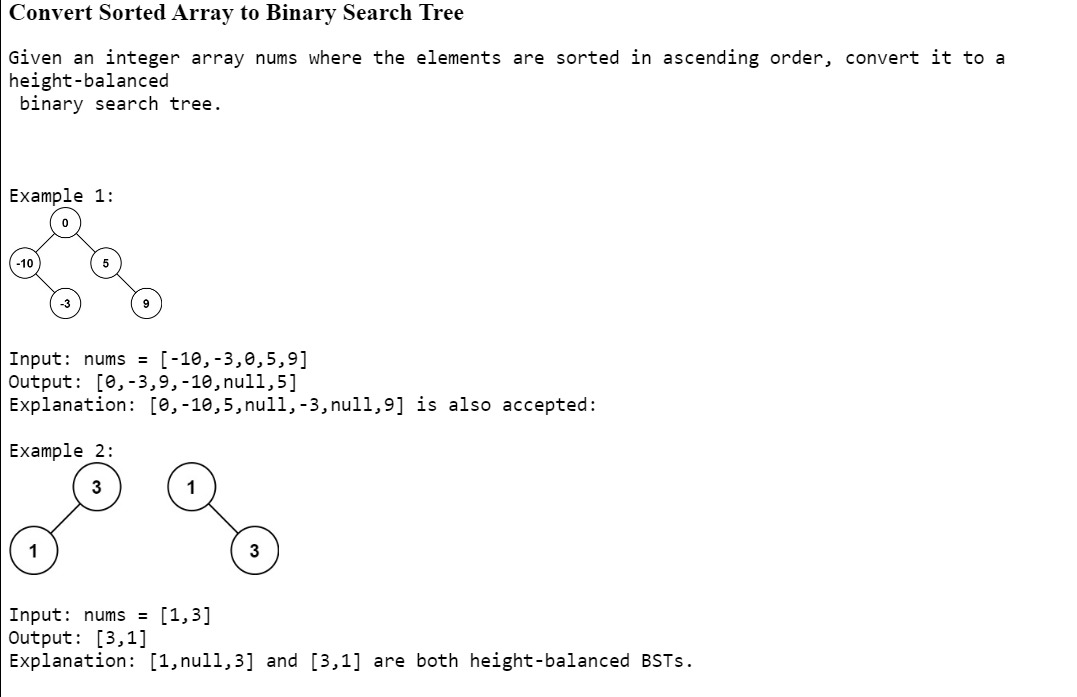 Convert Sorted Array to Binary Search Tree
Given an integer array nums where the elements are sorted in ascending order, convert it to a
height-balanced
binary search tree.
Example 1:
0
-10 5
-3 9
Input: nums = [-10,-3,0,5,9]
Output: [0,-3,9,-10,null,5]
Explanation: [0,-10,5,null,-3,null,9] is also accepted:
Example 2:
3 1
1 3
Input: nums = [1,3]
Output: [3,1]
Explanation: [1,null,3] and [3,1] are both height-balanced BSTs.